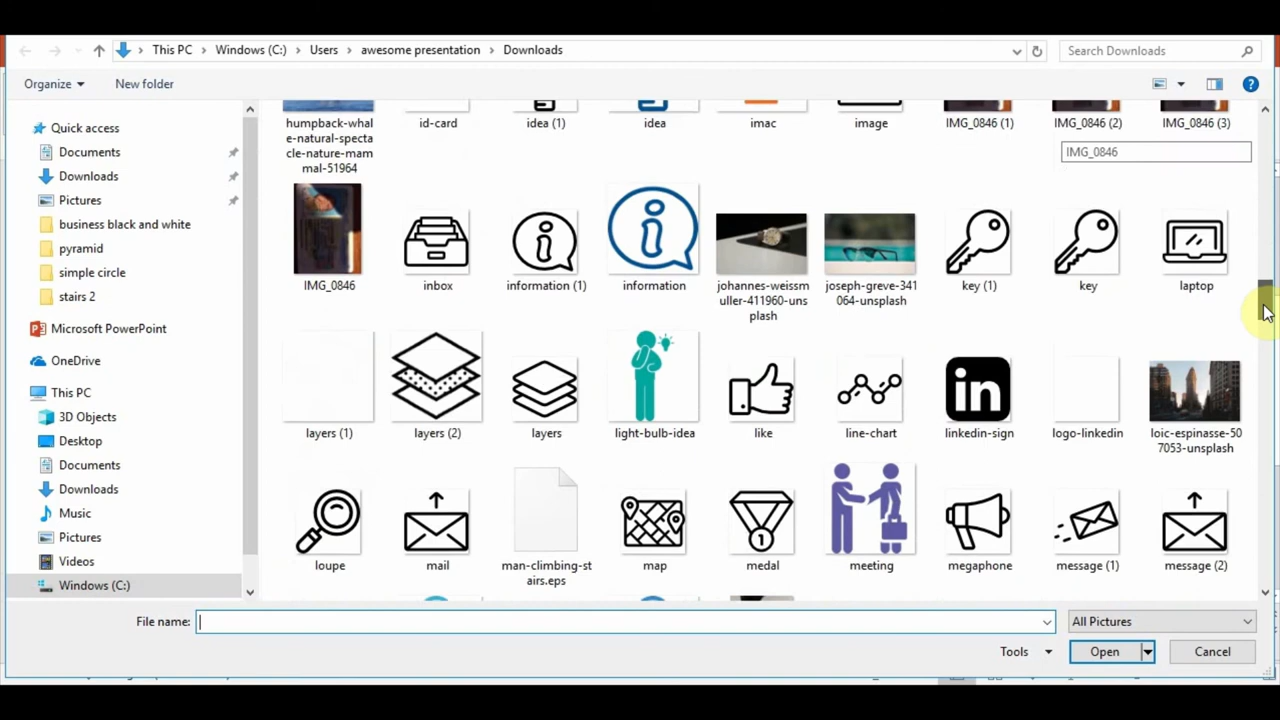 This PC > Windows (C:) > Users > awesome presentation > Downloads
Search Downloads
Organize
New folder
Quick access
Documents
Downloads
Pictures
business black and white
pyramid
simple circle
stairs 2
Microsoft PowerPoint
OneDrive
This PC
3D Objects
Desktop
Documents
Downloads
Music
Pictures
Videos
Windows (C:)
humpback-whal
e-natural-specta
cle-nature-mam
mal-51964
id-card
idea (1)
idea
imac
image
IMG_0846 (1)
IMG_0846 (2)
IMG_0846 (3)
IMG_0846
IMG_0846
inbox
information (1)
information
johannes-weissm
uller-411960-uns
plash
joseph-greve-341
064-unsplash
key (1)
key
laptop
layers (1)
layers (2)
layers
light-bulb-idea
like
line-chart
in
linkedin-sign
logo-linkedin
loic-espinasse-50
7053-unsplash
loupe
mail
man-climbing-st
airs.eps
map
1
medal
meeting
megaphone
message (1)
message (2)
File name:
All Pictures
Tools
Open
Cancel